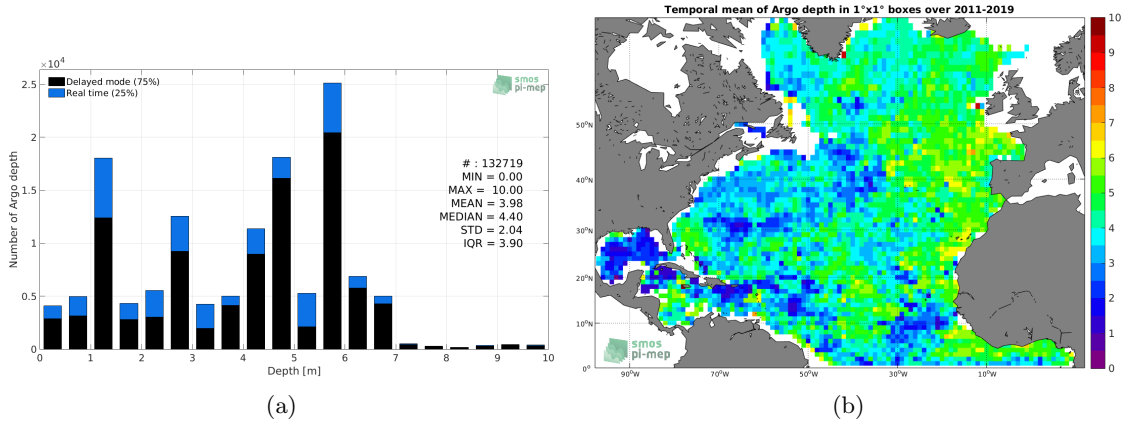 ×10⁴
2.5
2
1.5
1
0.5
0
Number of Argo depth
Delayed mode (75%)
Real time (25%)
smos
pi-mep
# : 132719
MIN = 0.00
MAX = 10.00
MEAN = 3.98
MEDIAN = 4.40
STD = 2.04
IQR = 3.90
0 1 2 3 4 5 6 7 8 9 10
Depth [m]
(a)
Temporal mean of Argo depth in 1°x1° boxes over 2011-2019
50°N
40°N
30°N
20°N
10°N
0°
90°W 70°W 50°W 30°W 10°W
smos
pi-mep
10
9
8
7
6
5
4
3
2
1
0
(b)